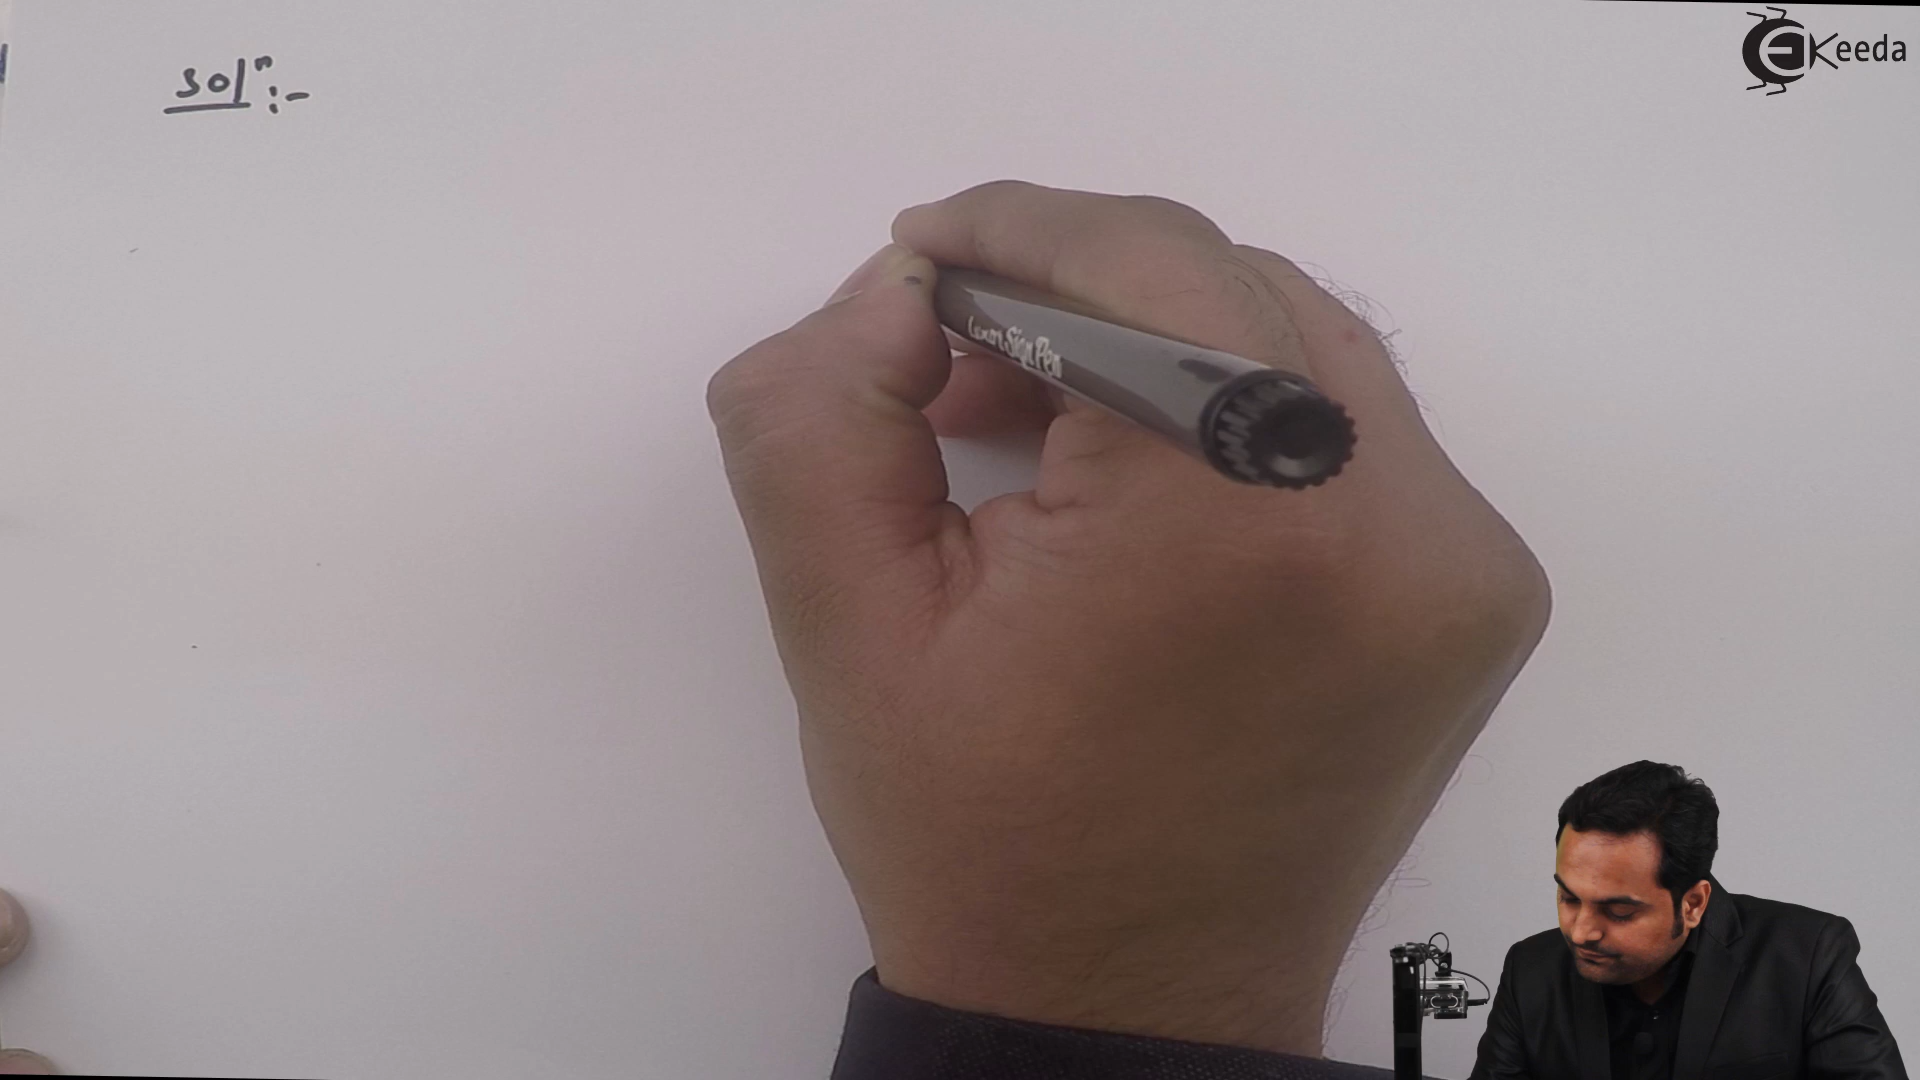 Solⁿ :-
Keeda
Luxor Sign Pen